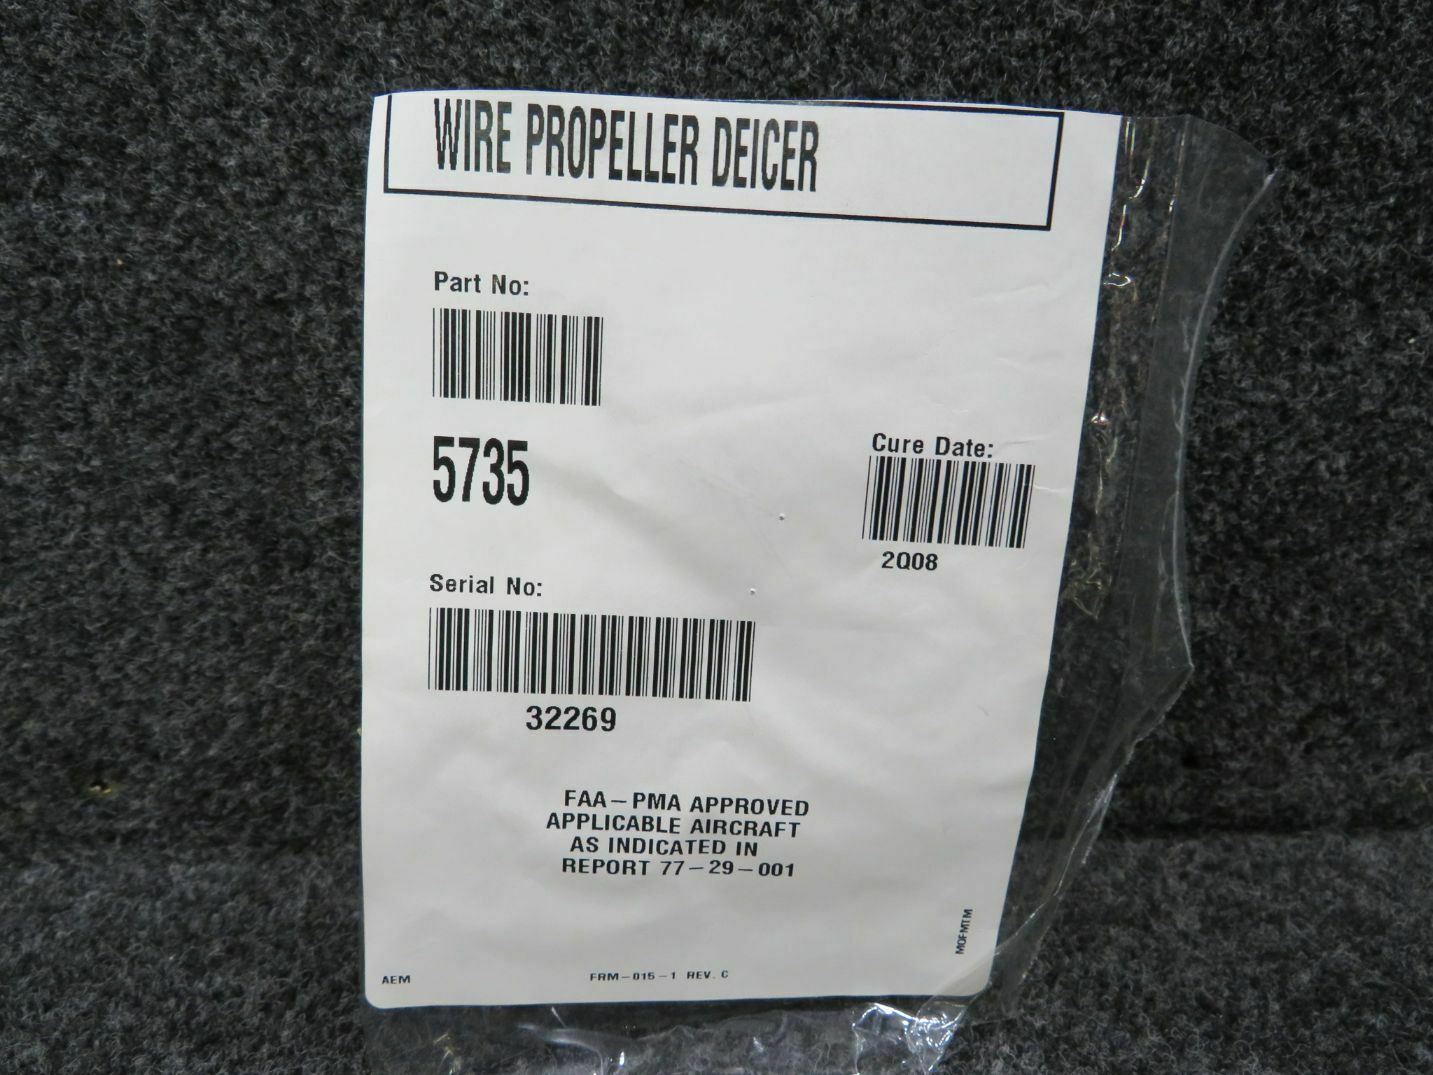 WIRE PROPELLER DEICER
Part No:
5735
Cure Date:
2Q08
Serial No:
32269
FAA-PMA APPROVED
APPLICABLE AIRCRAFT
AS INDICATED IN
REPORT 77-29-001
MOFMTM
AEM
FRM-015-1 REV. C